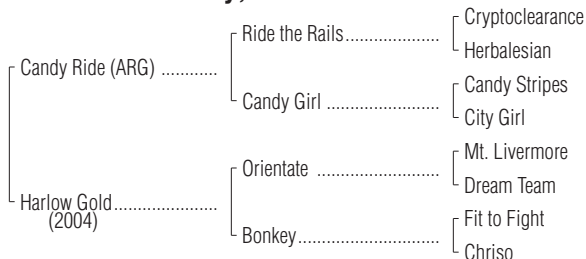 Cryptoclearance
Ride the Rails....................
Herbalesian
Candy Ride (ARG) ............
Candy Stripes
Candy Girl ........................
City Girl
Mt. Livermore
Orientate ..........................
Dream Team
Harlow Gold......................
(2004)
Fit to Fight
Bonkey..............................
Chriso